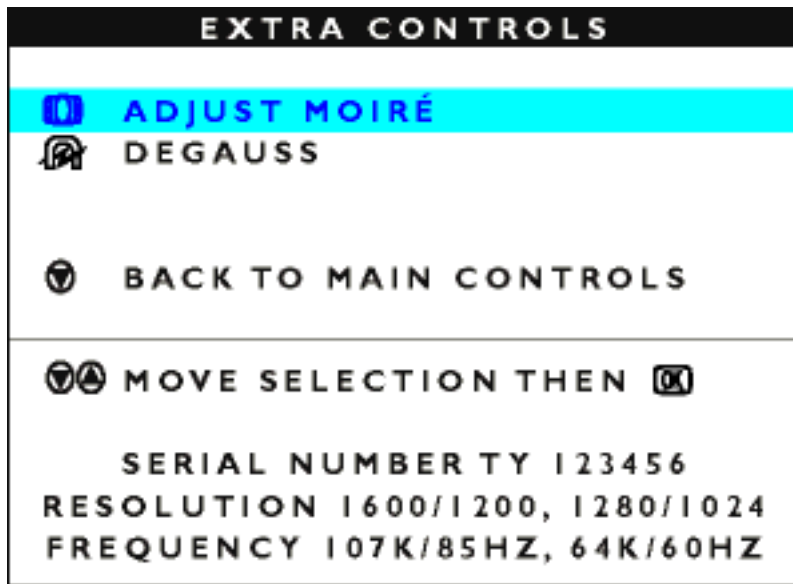 EXTRA CONTROLS
ADJUST MOIRÉ
DEGAUSS
BACK TO MAIN CONTROLS
MOVE SELECTION THEN OK
SERIAL NUMBER TY 123456
RESOLUTION 1600/1200, 1280/1024
FREQUENCY 107K/85HZ, 64K/60HZ